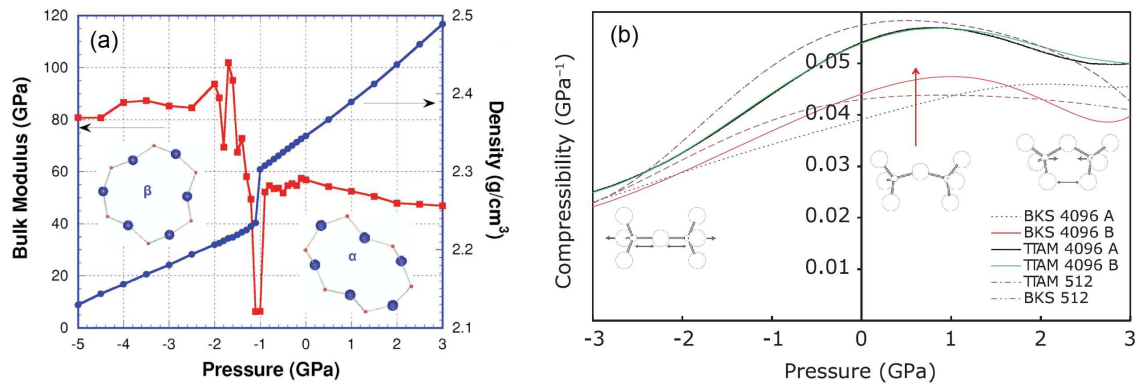 (a)
Bulk Modulus (GPa)
120
100
80
60
40
20
0
β
α
2.5
2.4
2.3
2.2
2.1
Density (g/cm³)
-5 -4 -3 -2 -1 0 1 2 3
Pressure (GPa)
(b)
Compressibility (GPa⁻¹)
0.05
0.04
0.03
0.02
0.01
BKS 4096 A
BKS 4096 B
TTAM 4096 A
TTAM 4096 B
TTAM 512
BKS 512
-3 -2 -1 0 1 2 3
Pressure (GPa)